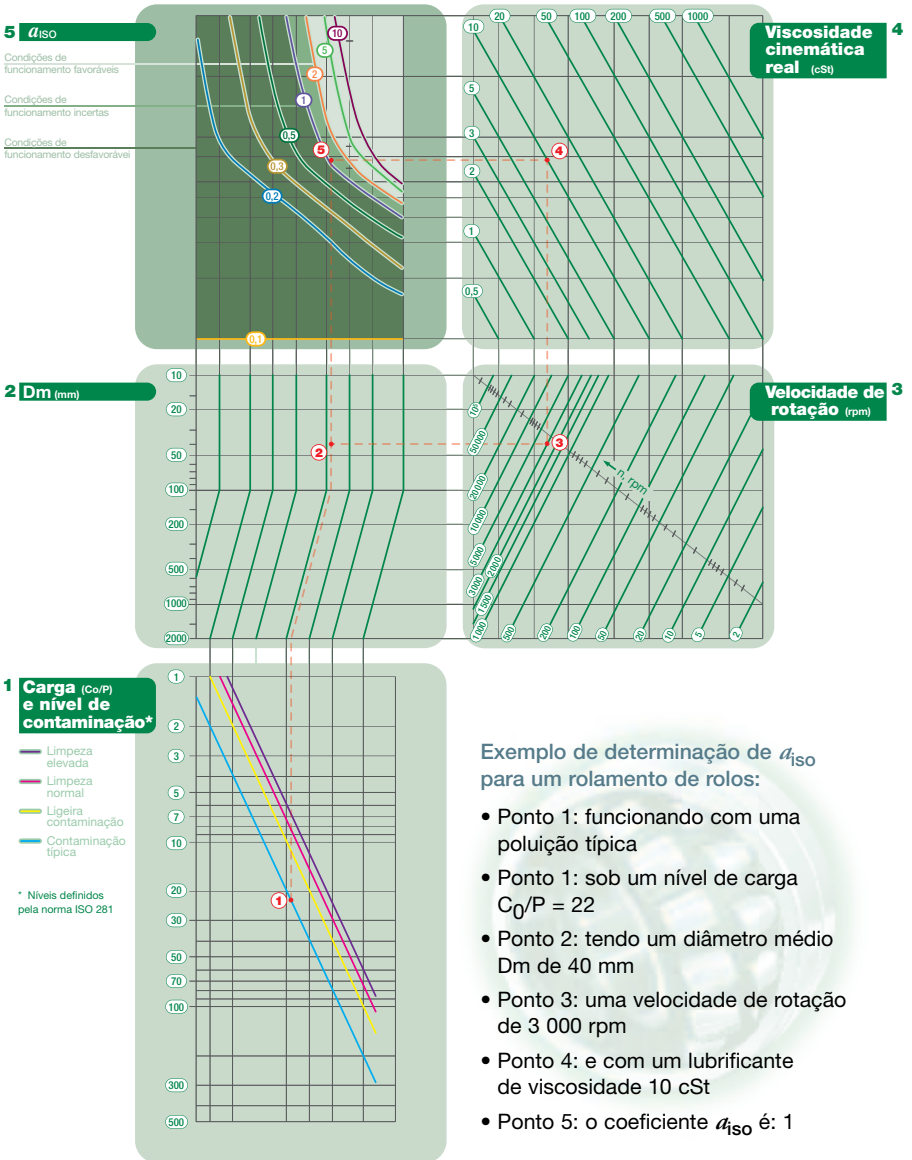 5 aISO
Condições de
funcionamento favoráveis
Condições de
funcionamento incertas
Condições de
funcionamento desfavorávei
10
5
2
1
0,5
0,3
0,2
0,1
5
Viscosidade 4
cinemática
real (cSt)
20 50 100 200 500 1000
10
5
3
2
1
0,5
4
2 Dm (mm)
10
20
50
100
200
500
1000
2000
2
Velocidade de 3
rotação (rpm)
n, rpm
3
50000
20000
10000
5000
3000
2000
1500
1000
500
200
100
50
20
10
5
2
1 Carga (Co/P)
e nível de
contaminação*
Limpeza
elevada
Limpeza
normal
Ligeira
contaminação
Contaminação
típica
* Níveis definidos
pela norma ISO 281
1
2
3
5
7
10
20
30
50
70
100
300
500
1
Exemplo de determinação de aiso
para um rolamento de rolos:
• Ponto 1: funcionando com uma
poluição típica
• Ponto 1: sob um nível de carga
C0/P = 22
• Ponto 2: tendo um diâmetro médio
Dm de 40 mm
• Ponto 3: uma velocidade de rotação
de 3 000 rpm
• Ponto 4: e com um lubrificante
de viscosidade 10 cSt
• Ponto 5: o coeficiente aiso é: 1